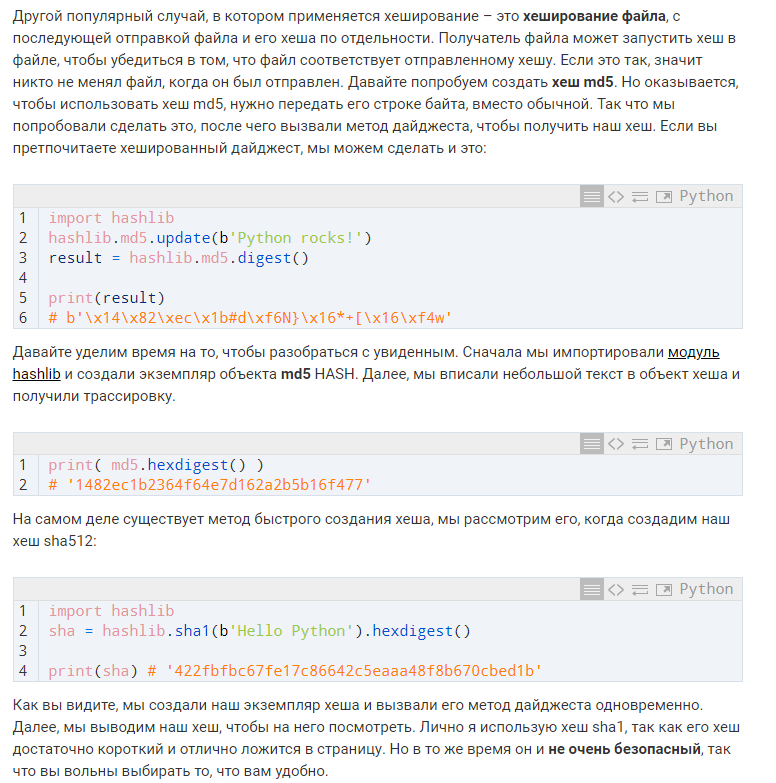 Другой популярный случай, в котором применяется хеширование – это хеширование файла, с
последующей отправкой файла и его хеша по отдельности. Получатель файла может запустить хеш в
файле, чтобы убедиться в том, что файл соответствует отправленному хешу. Если это так, значит
никто не менял файл, когда он был отправлен. Давайте попробуем создать хеш md5. Но оказывается,
чтобы использовать хеш md5, нужно передать его строке байта, вместо обычной. Так что мы
попробовали сделать это, после чего вызвали метод дайджеста, чтобы получить наш хеш. Если вы
претпочитаете хешированный дайджест, мы можем сделать и это:
Python
1 import hashlib
2 hashlib.md5.update(b'Python rocks!')
3 result = hashlib.md5.digest()
4
5 print(result)
6 # b'\x14\x82\xec\x1b#d\xf6N}\x16*+[\x16\xf4w'
Давайте уделим время на то, чтобы разобраться с увиденным. Сначала мы импортировали модуль
hashlib и создали экземпляр объекта md5 HASH. Далее, мы вписали небольшой текст в объект хеша и
получили трассировку.
Python
1 print( md5.hexdigest() )
2 # '1482ec1b2364f64e7d162a2b5b16f477'
На самом деле существует метод быстрого создания хеша, мы рассмотрим его, когда создадим наш
хеш sha512:
Python
1 import hashlib
2 sha = hashlib.sha1(b'Hello Python').hexdigest()
3
4 print(sha) # '422fbfbc67fe17c86642c5eaaa48f8b670cbed1b'
Как вы видите, мы создали наш экземпляр хеша и вызвали его метод дайджеста одновременно.
Далее, мы выводим наш хеш, чтобы на него посмотреть. Лично я использую хеш sha1, так как его хеш
достаточно короткий и отлично ложится в страницу. Но в то же время он и не очень безопасный, так
что вы вольны выбирать то, что вам удобно.